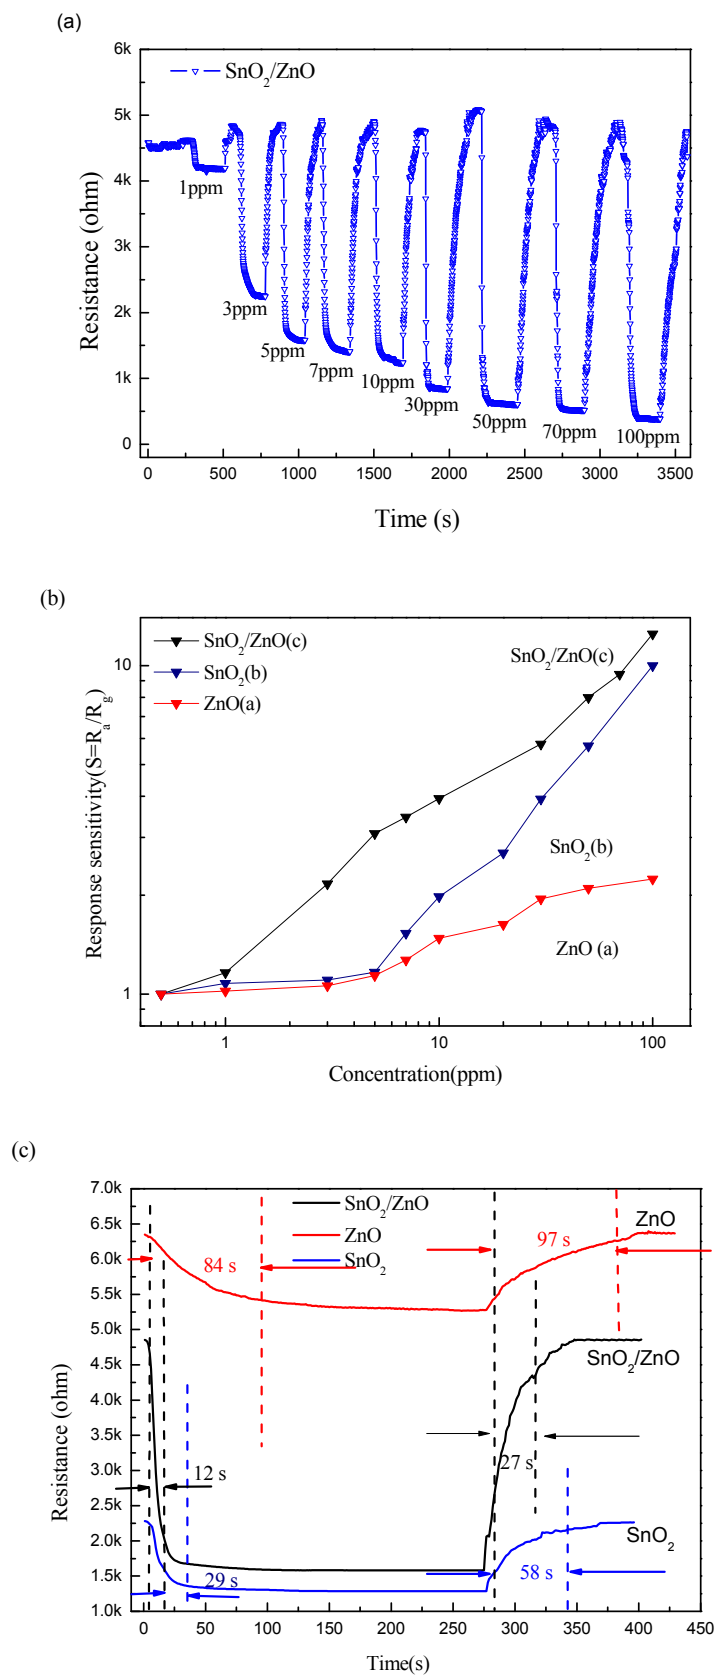 (a)
6k
5k
4k
3k
2k
1k
0
SnO₂/ZnO
1ppm
3ppm
5ppm
7ppm
10ppm
30ppm
50ppm
70ppm
100ppm
Resistance (ohm)
0 500 1000 1500 2000 2500 3000 3500
Time (s)
(b)
SnO₂/ZnO(c)
SnO₂(b)
ZnO(a)
SnO₂/ZnO(c)
SnO₂(b)
ZnO (a)
10
1
Response sensitivity(S=Rₐ/R_g)
1 10 100
Concentration(ppm)
(c)
7.0k
6.5k
6.0k
5.5k
5.0k
4.5k
4.0k
3.5k
3.0k
2.5k
2.0k
1.5k
1.0k
SnO₂/ZnO
ZnO
SnO₂
84 s
97 s
ZnO
SnO₂/ZnO
12 s
27 s
SnO₂
29 s
58 s
Resistance (ohm)
0 50 100 150 200 250 300 350 400 450
Time(s)